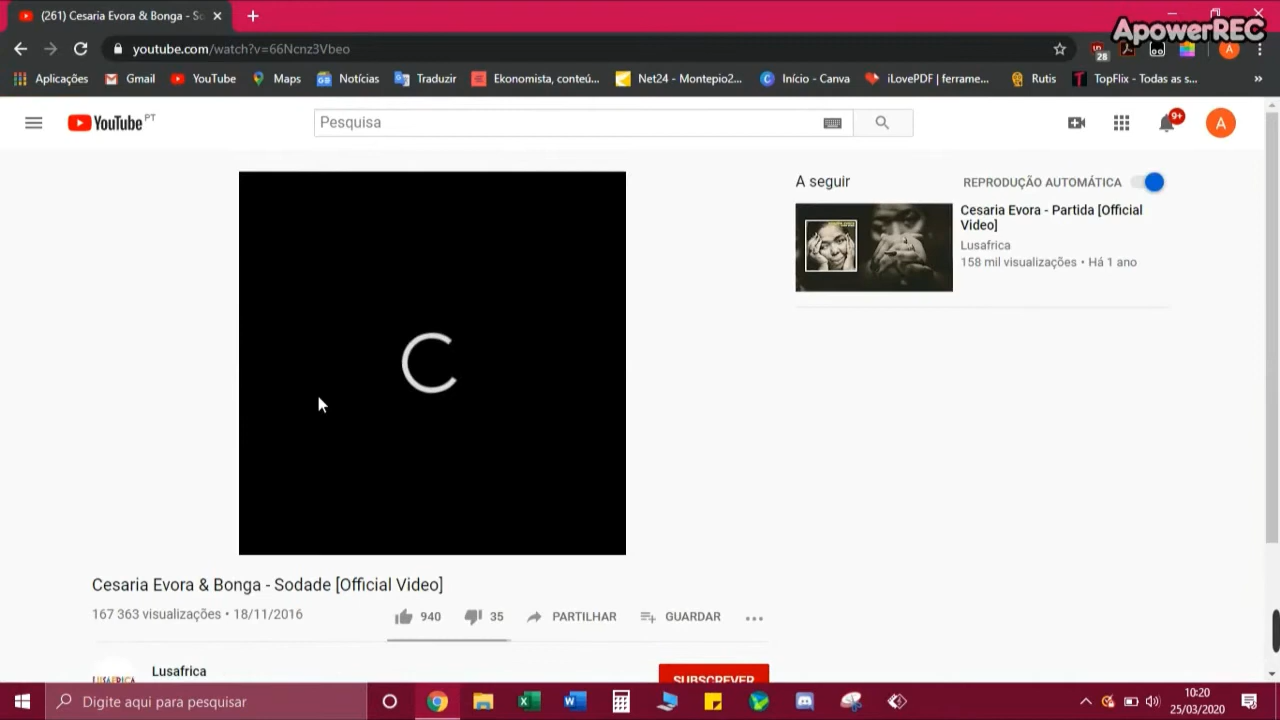 (261) Cesaria Evora & Bonga - So
ApowerREC
youtube.com/watch?v=66Ncnz3Vbeo
28
A
Aplicações Gmail YouTube Maps Notícias Traduzir Ekonomista, conteú... Net24 - Montepio2... Início - Canva iLovePDF | ferrame... Rutis TopFlix - Todas as s... »
YouTube PT
Pesquisa
9+
A
A seguir
REPRODUÇÃO AUTOMÁTICA
Cesaria Evora - Partida [Official
Video]
Lusafrica
158 mil visualizações • Há 1 ano
Cesaria Evora & Bonga - Sodade [Official Video]
167 363 visualizações • 18/11/2016
940 35 PARTILHAR GUARDAR
Lusafrica
SUBSCREVER
Digite aqui para pesquisar
10:20
25/03/2020